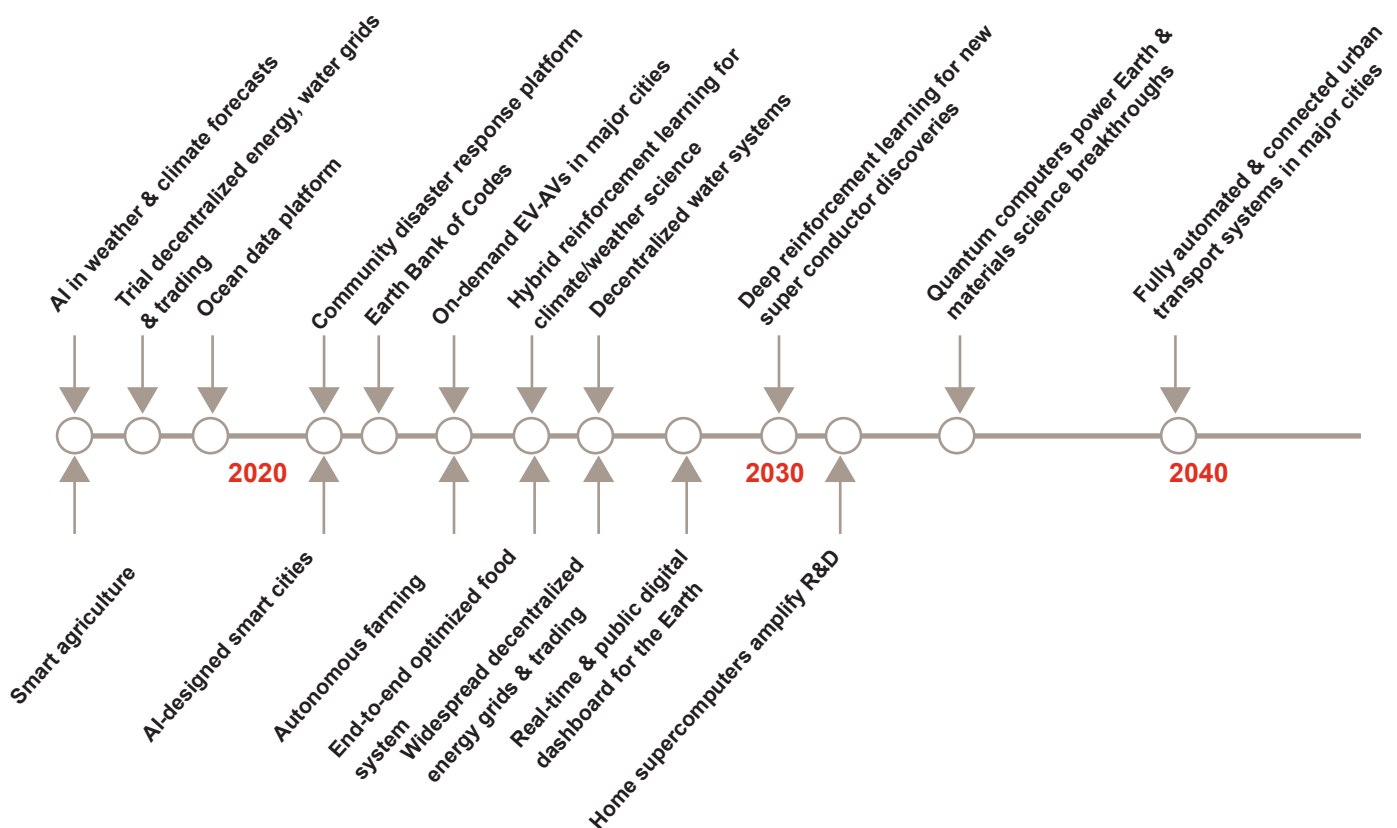 AI in weather & climate forecasts
Trial decentralized energy, water grids
& trading
Ocean data platform
Community disaster response platform
Earth Bank of Codes
On-demand EV-AVs in major cities
Hybrid reinforcement learning for
climate/weather science
Decentralized water systems
Deep reinforcement learning for new
super conductor discoveries
Quantum computers power Earth &
materials science breakthroughs
Fully automated & connected urban
transport systems in major cities
2020
2030
2040
Smart agriculture
AI-designed smart cities
Autonomous farming
End-to-end optimized food
system
Widespread decentralized
energy grids & trading
Real-time & public digital
dashboard for the Earth
Home supercomputers amplify R&D